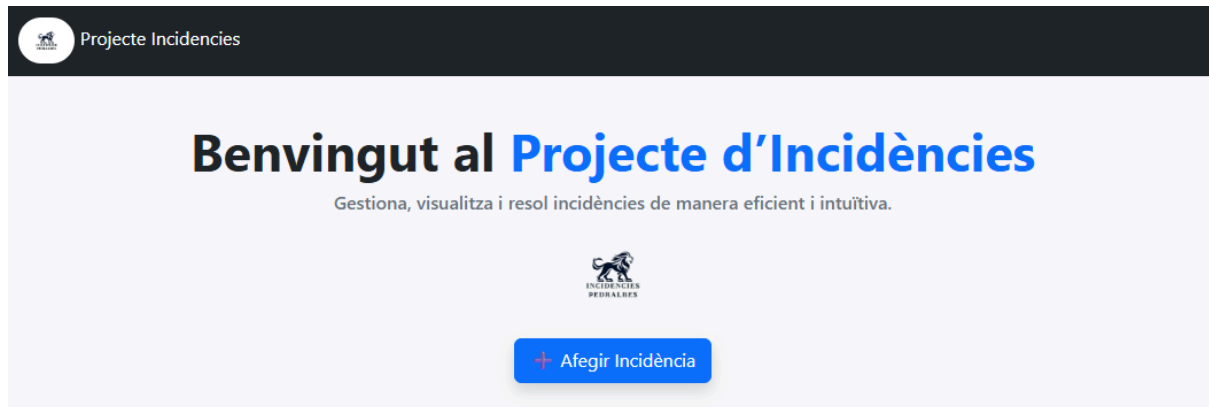 Projecte Incidencies
Benvingut al Projecte d’Incidències
Gestiona, visualitza i resol incidències de manera eficient i intuïtiva.
INCIDENCIES
PEDRALBES
Afegir Incidència